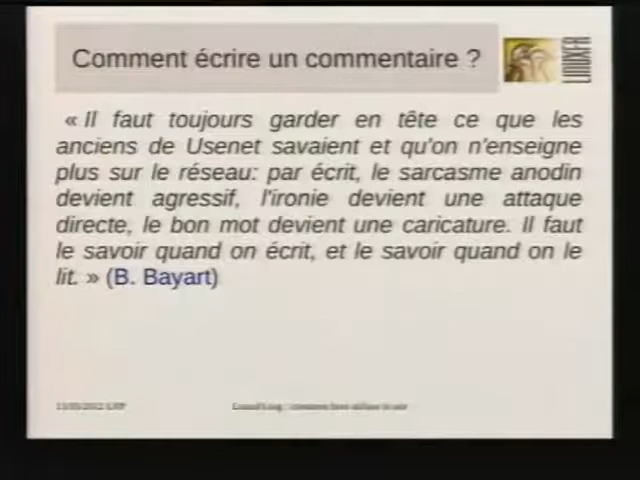 Comment écrire un commentaire ?
LINUXFR
« Il faut toujours garder en tête ce que les
anciens de Usenet savaient et qu'on n'enseigne
plus sur le réseau: par écrit, le sarcasme anodin
devient agressif, l'ironie devient une attaque
directe, le bon mot devient une caricature. Il faut
le savoir quand on écrit, et le savoir quand on le
lit. » (B. Bayart)